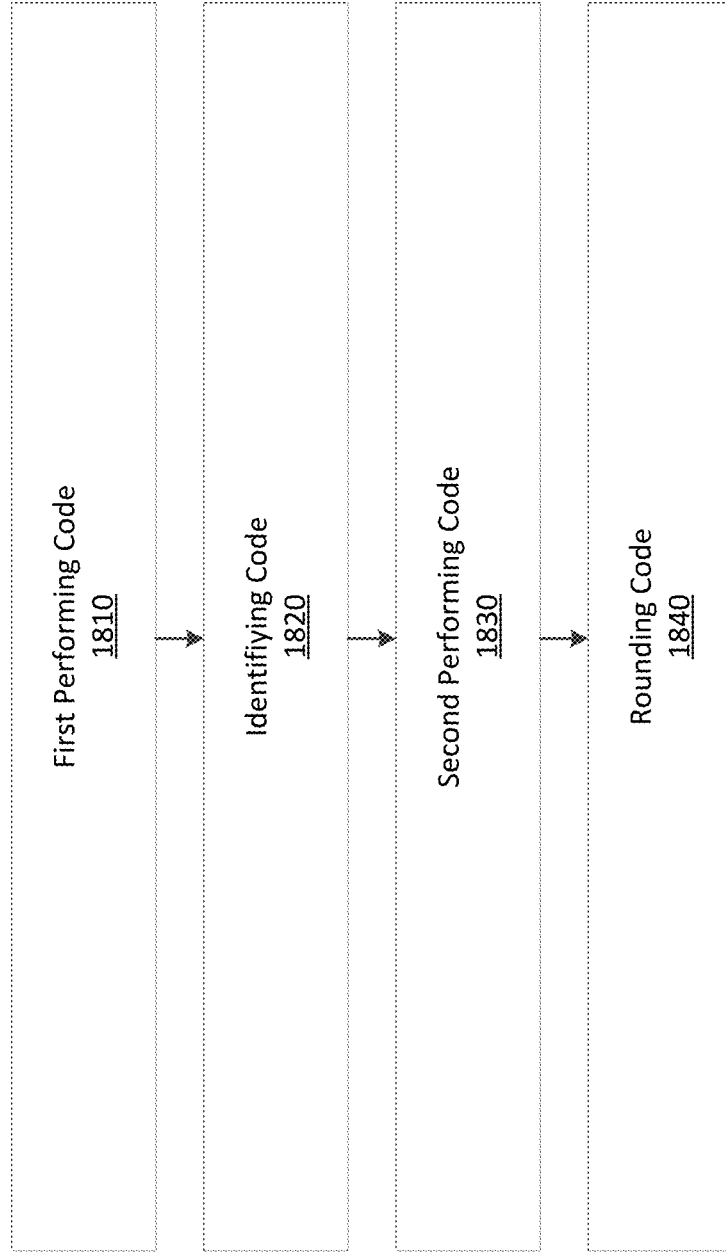 First Performing Code
1810
Identifiying Code
1820
Second Performing Code
1830
Rounding Code
1840